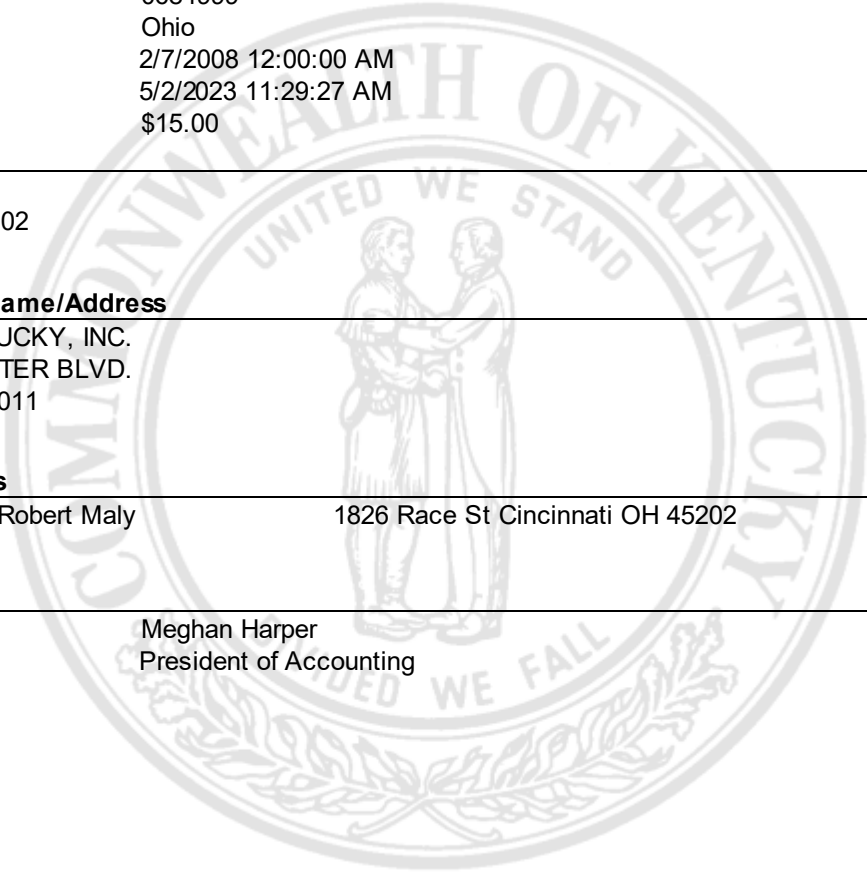 Ohio
2/7/2008 12:00:00 AM
5/2/2023 11:29:27 AM
$15.00
02
ame/Address
UCKY, INC.
TER BLVD.
011
s
Robert Maly 1826 Race St Cincinnati OH 45202
Meghan Harper
President of Accounting
COMMONWEALTH OF KENTUCKY
UNITED WE STAND
DIVIDED WE FALL